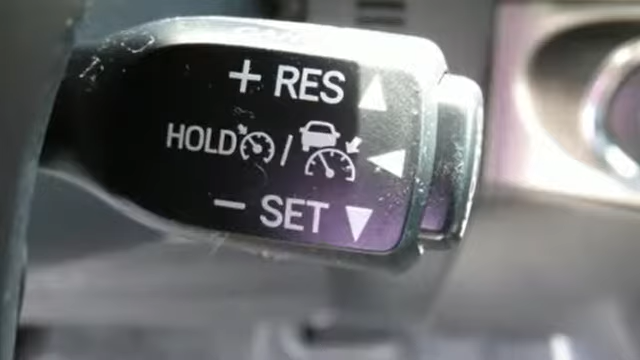 + RES
HOLD /
- SET